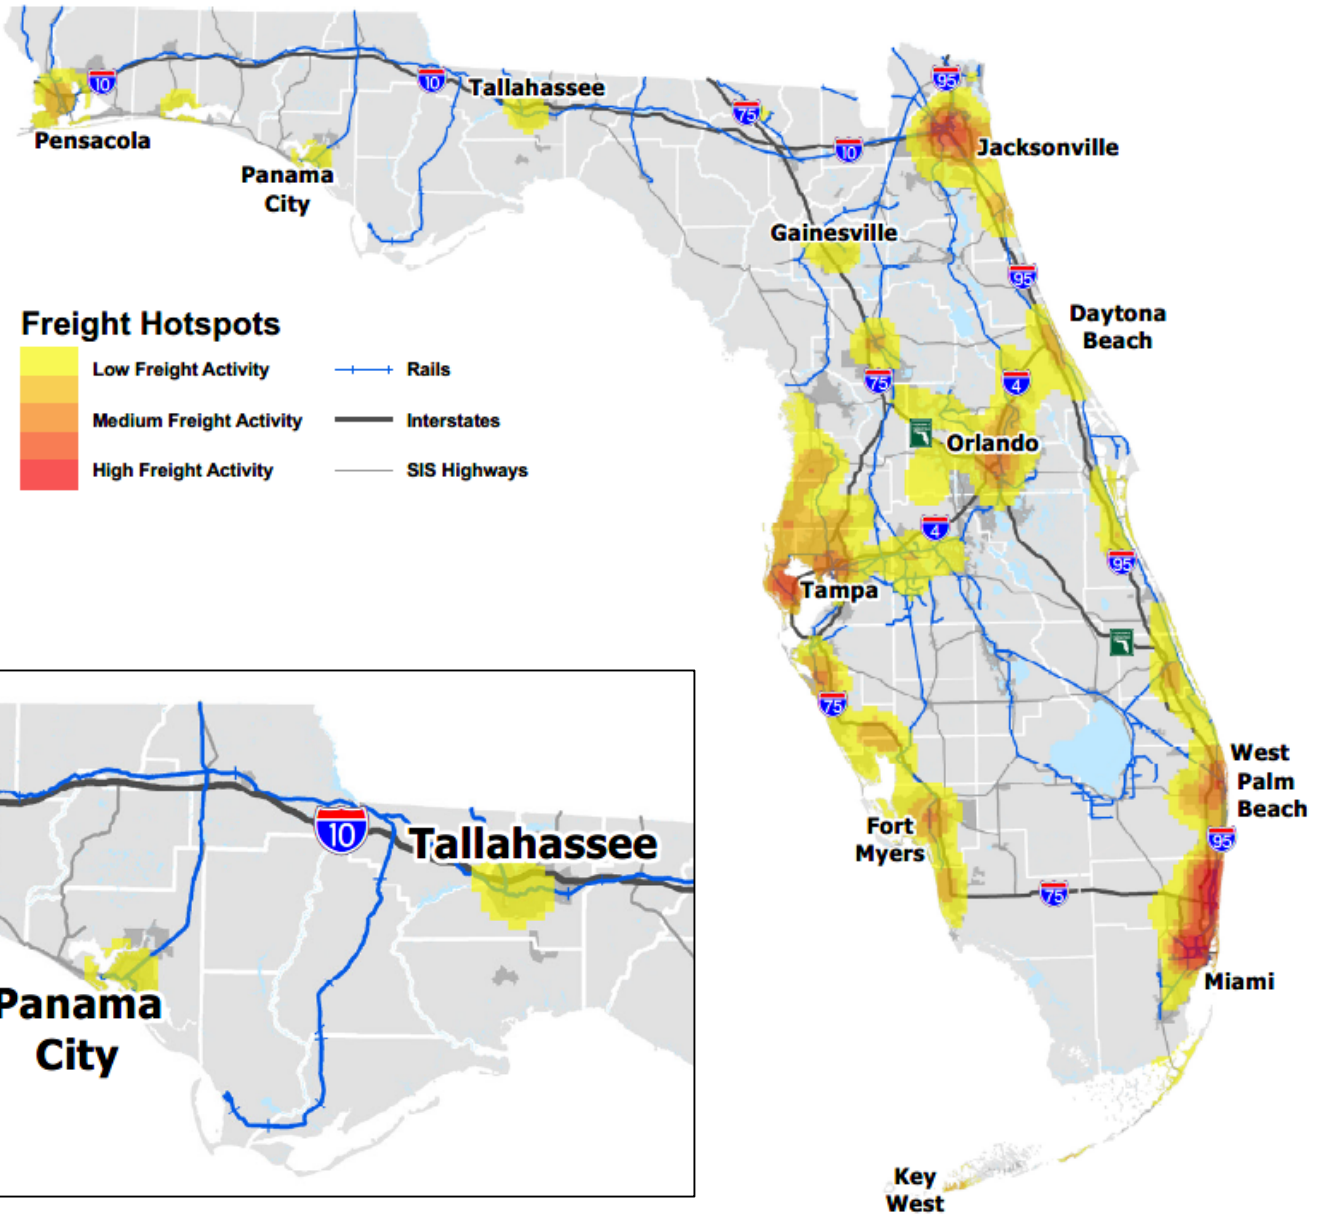 95
10
10
Tallahassee
75
Pensacola
10
Jacksonville
Panama
City
Gainesville
95
Daytona
Beach
Freight Hotspots
Low Freight Activity
Rails
75
4
Medium Freight Activity
Interstates
Orlando
High Freight Activity
SIS Highways
4
95
Tampa
75
West
Palm
Beach
Fort
Myers
95
75
Miami
Key
West
10
Tallahassee
Panama
City